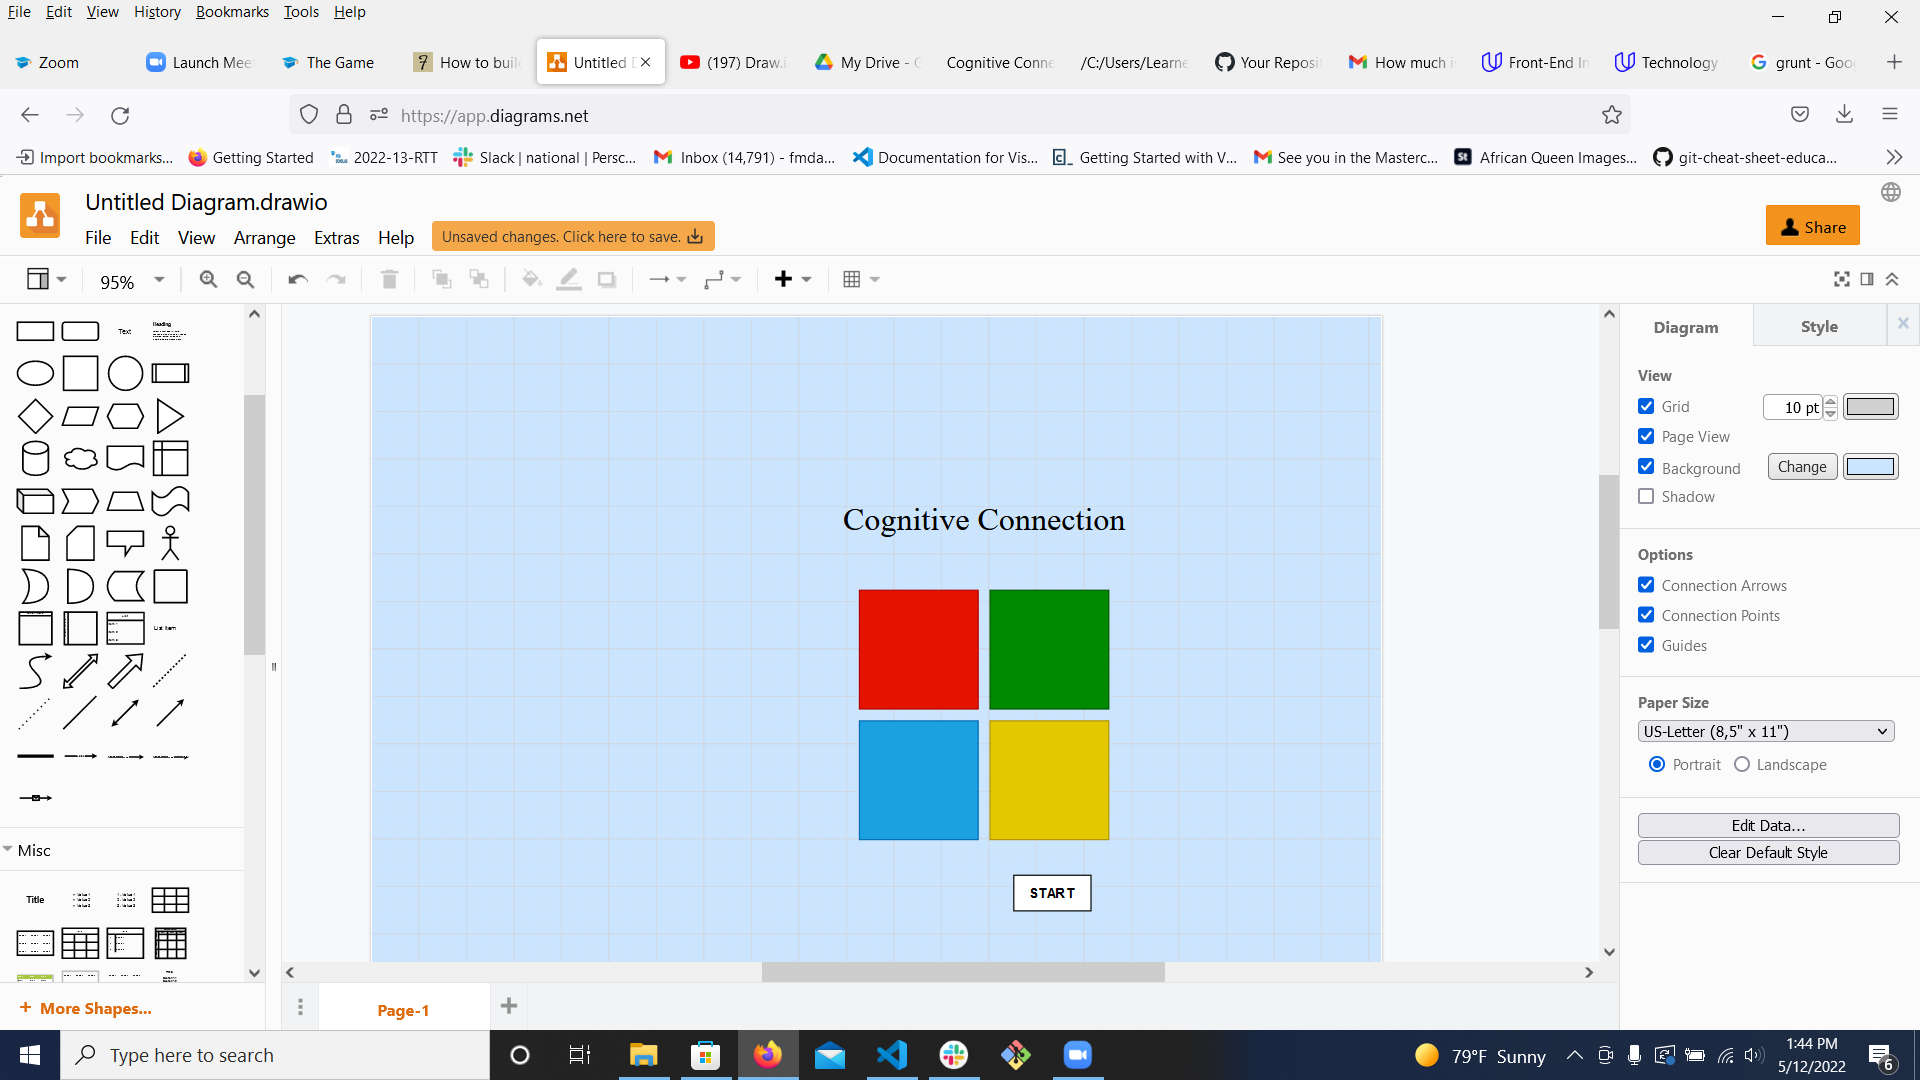 File Edit View History Bookmarks Tools Help
Zoom
Launch Mee
The Game
How to buil
Untitled D
(197) Draw.i
My Drive - G
Cognitive Conne
/C:/Users/Learne
Your Reposit
How much is
Front-End In
Technology
grunt - Goog
https://app.diagrams.net
Import bookmarks...
Getting Started
2022-13-RTT
Slack | national | Persc...
Inbox (14,791) - fmda...
Documentation for Vis...
Getting Started with V...
See you in the Masterc...
African Queen Images...
git-cheat-sheet-educa...
Untitled Diagram.drawio
File Edit View Arrange Extras Help
Unsaved changes. Click here to save.
Share
95%
Text
Heading
List Item
Misc
Title
+ More Shapes...
Cognitive Connection
START
Page-1
Diagram
Style
View
Grid
10 pt
Page View
Background
Change
Shadow
Options
Connection Arrows
Connection Points
Guides
Paper Size
US-Letter (8,5" x 11")
Portrait
Landscape
Edit Data...
Clear Default Style
Type here to search
79°F Sunny
1:44 PM
5/12/2022
6